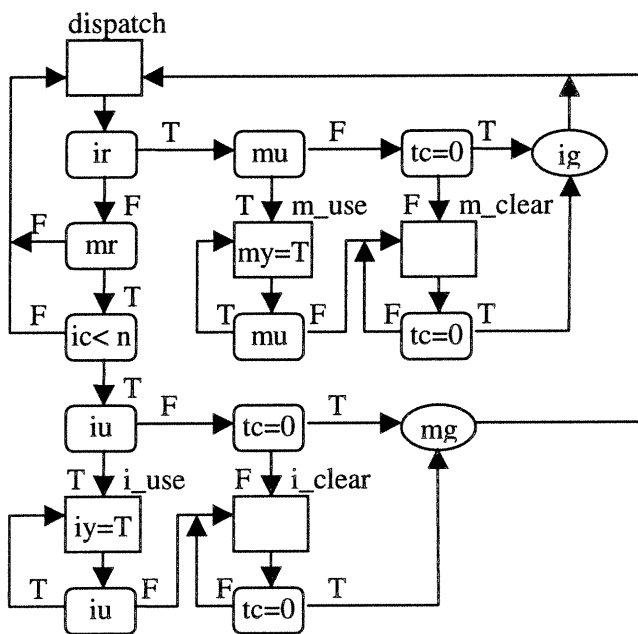 dispatch
ir T mu F tc=0 T ig
F T m_use F m_clear
F mr my=T
T
F ic< n T mu F F tc=0 T
T
iu F tc=0 T mg
T i_use F i_clear
iy=T
T iu F F tc=0 T